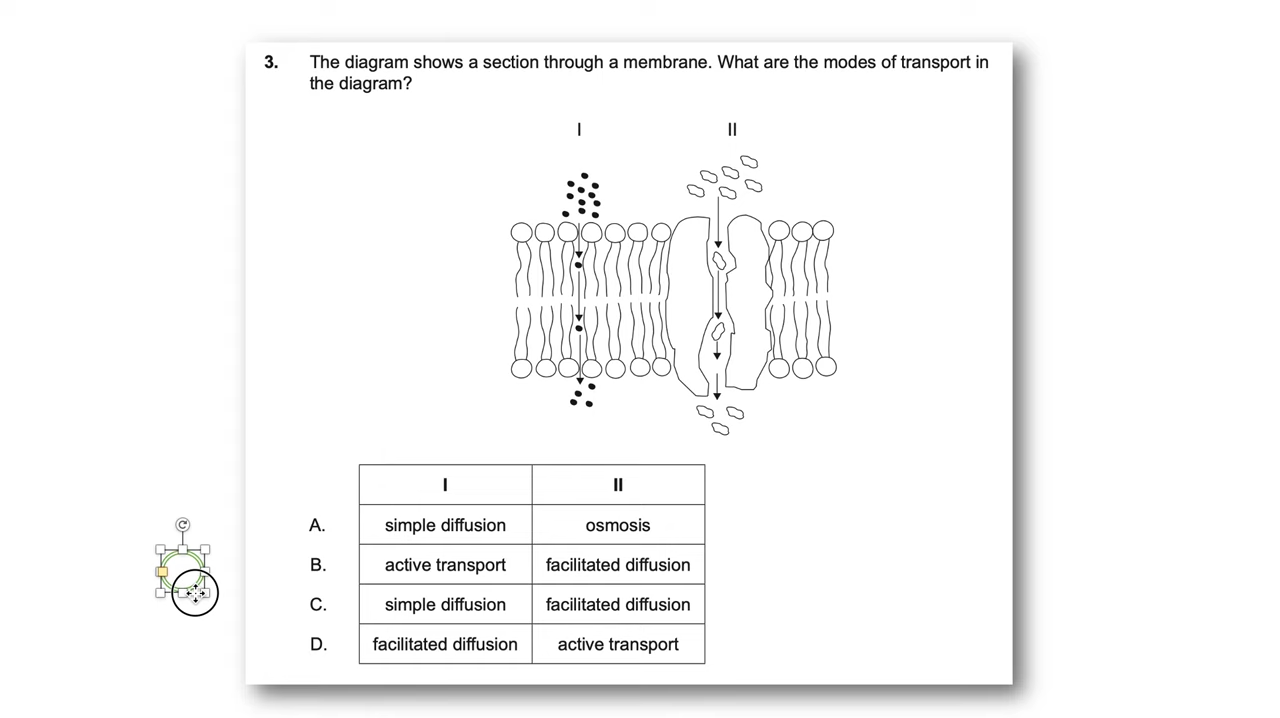 3. The diagram shows a section through a membrane. What are the modes of transport in
the diagram?
I II
I II
A. simple diffusion osmosis
B. active transport facilitated diffusion
C. simple diffusion facilitated diffusion
D. facilitated diffusion active transport